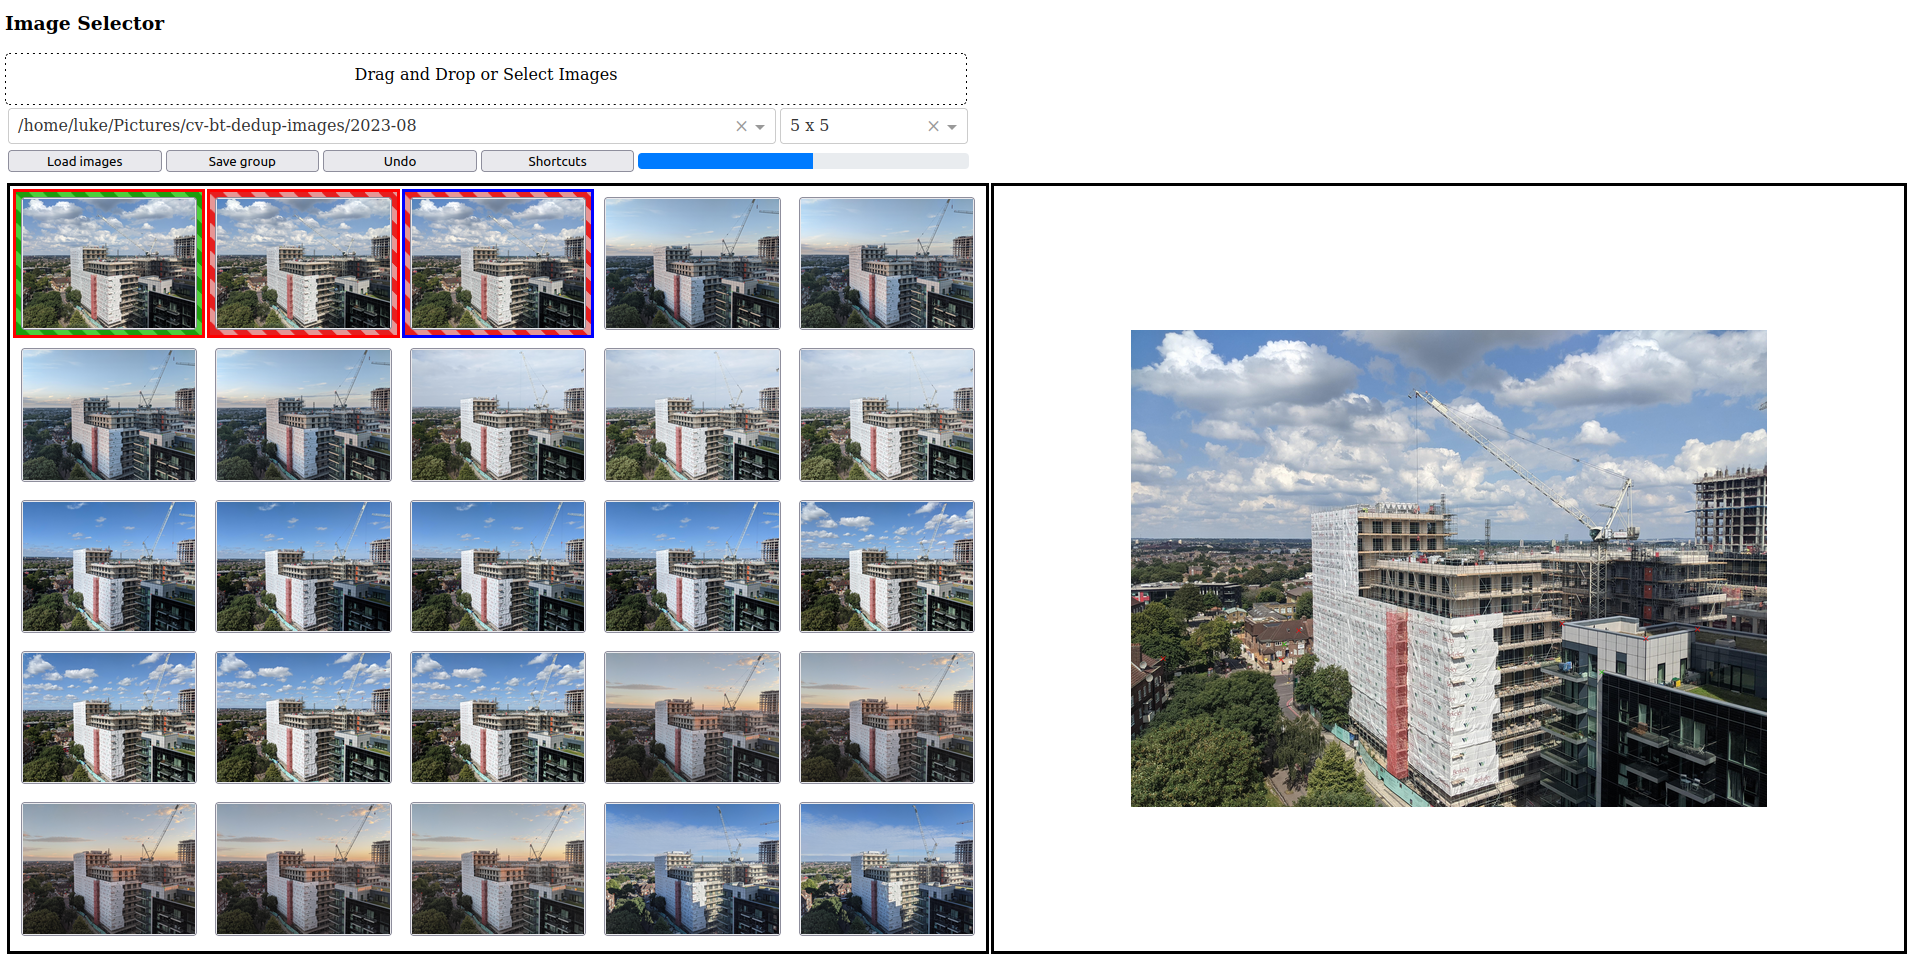 Image Selector
Drag and Drop or Select Images
/home/luke/Pictures/cv-bt-dedup-images/2023-08
5 x 5
Load images
Save group
Undo
Shortcuts